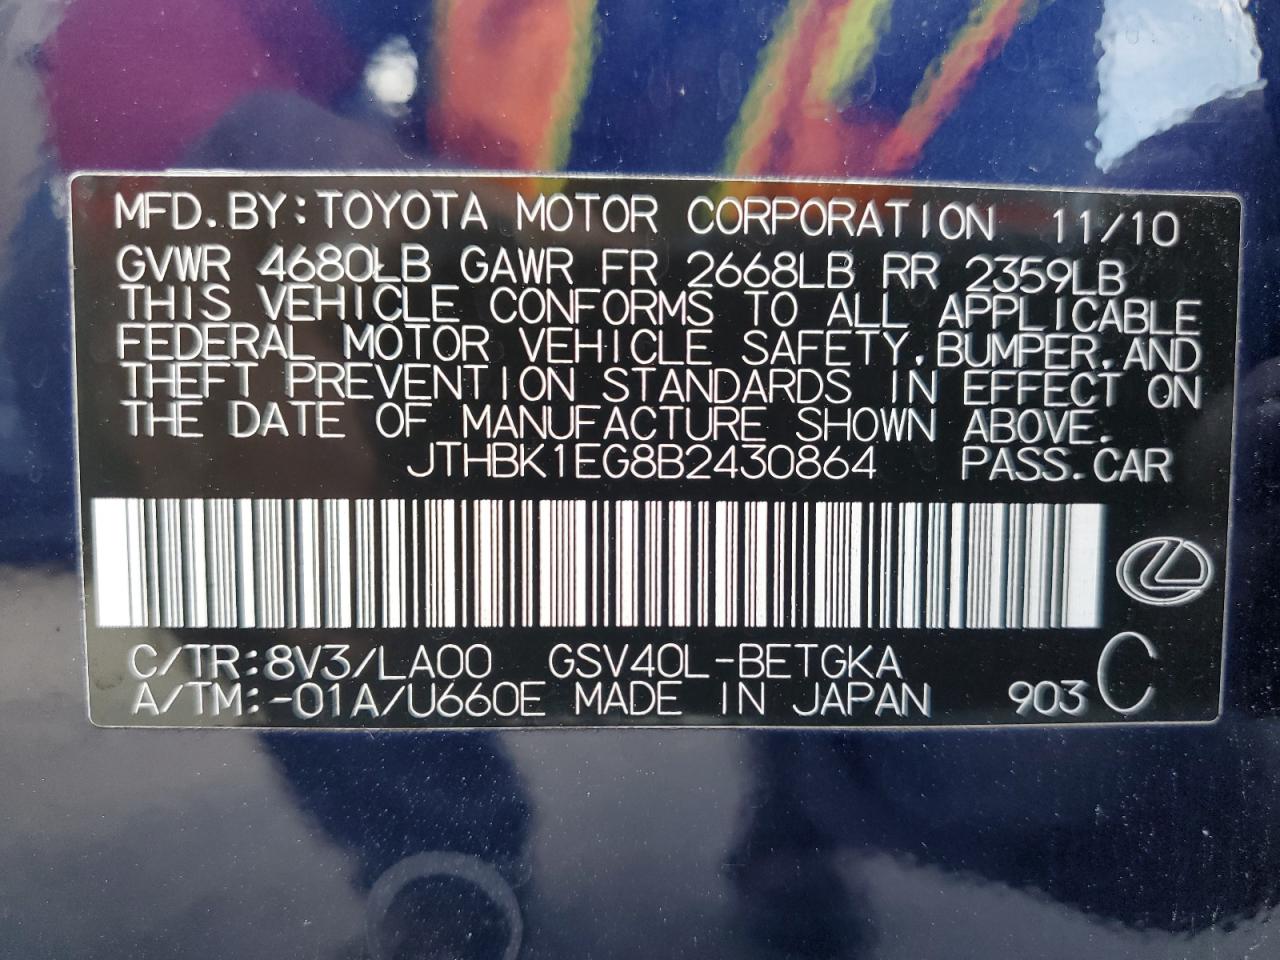 MFD.BY:TOYOTA MOTOR CORPORATION 11/10
GVWR 4680LB GAWR FR 2668LB RR 2359LB
THIS VEHICLE CONFORMS TO ALL APPLICABLE
FEDERAL MOTOR VEHICLE SAFETY,BUMPER,AND
THEFT PREVENTION STANDARDS IN EFFECT ON
THE DATE OF MANUFACTURE SHOWN ABOVE.
JTHBK1EG8B2430864 PASS.CAR
C/TR:8V3/LA00 GSV40L-BETGKA
A/TM:-01A/U660E MADE IN JAPAN 903 C